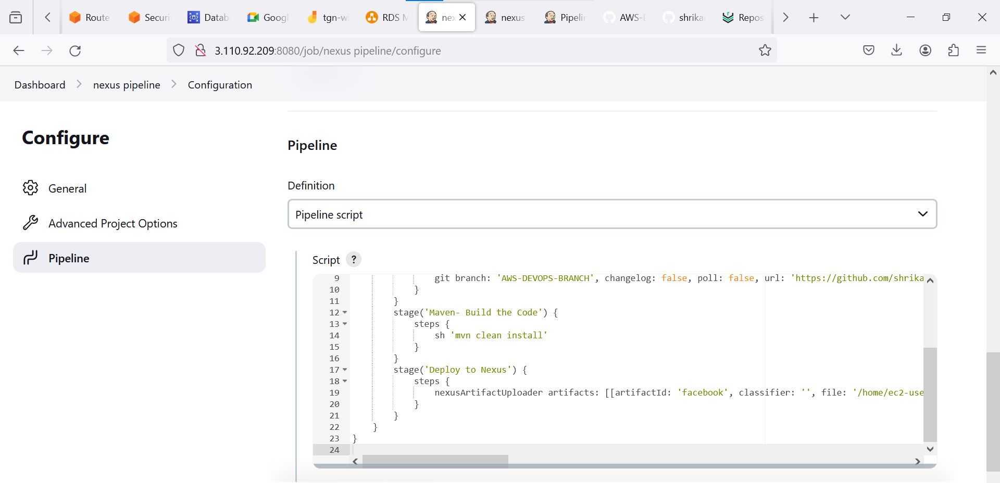 Route
Securi
Datab
Googl
tgn-wi
RDS M
nex
nexus
Pipelin
AWS-D
shrika
Repos
3.110.92.209:8080/job/nexus pipeline/configure
Dashboard
nexus pipeline
Configuration
Configure
General
Advanced Project Options
Pipeline
Pipeline
Definition
Pipeline script
Script ?
9 git branch: 'AWS-DEVOPS-BRANCH', changelog: false, poll: false, url: 'https://github.com/shrika
10 }
11 }
12 stage('Maven- Build the Code') {
13 steps {
14 sh 'mvn clean install'
15 }
16 }
17 stage('Deploy to Nexus') {
18 steps {
19 nexusArtifactUploader artifacts: [[artifactId: 'facebook', classifier: '', file: '/home/ec2-use
20 }
21 }
22 }
23 }
24